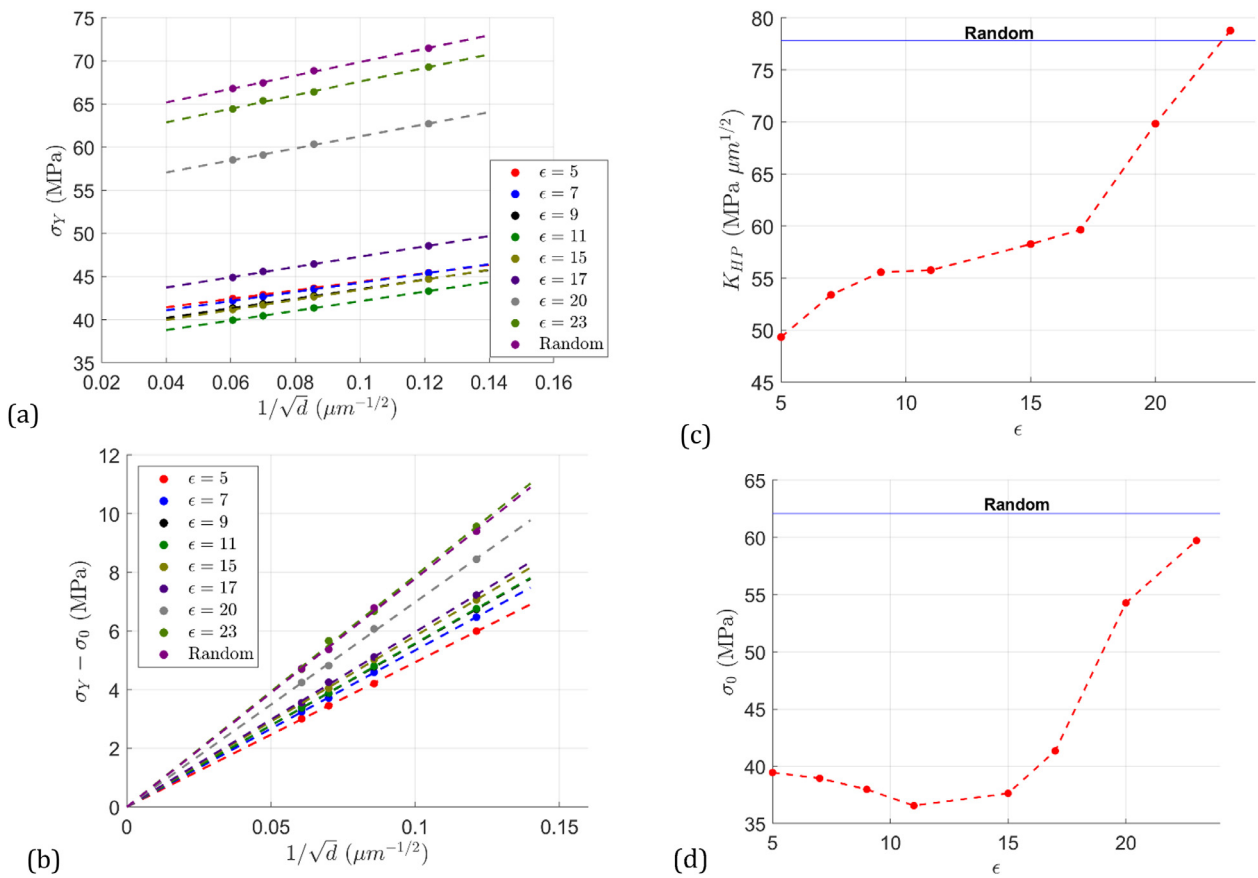 75
70
65
60
55
50
45
40
35
σ_Y (MPa)
ϵ = 5
ϵ = 7
ϵ = 9
ϵ = 11
ϵ = 15
ϵ = 17
ϵ = 20
ϵ = 23
Random
0.02 0.04 0.06 0.08 0.1 0.12 0.14 0.16
1/√d (μm^{-1/2})
(a)
80
75
70
65
60
55
50
45
K_{HP} (MPa μm^{1/2})
Random
5 10 15 20
ϵ
(c)
12
10
8
6
4
2
0
σ_Y − σ_0 (MPa)
ϵ = 5
ϵ = 7
ϵ = 9
ϵ = 11
ϵ = 15
ϵ = 17
ϵ = 20
ϵ = 23
Random
0 0.05 0.1 0.15
1/√d (μm^{-1/2})
(b)
65
60
55
50
45
40
35
σ_0 (MPa)
Random
5 10 15 20
ϵ
(d)